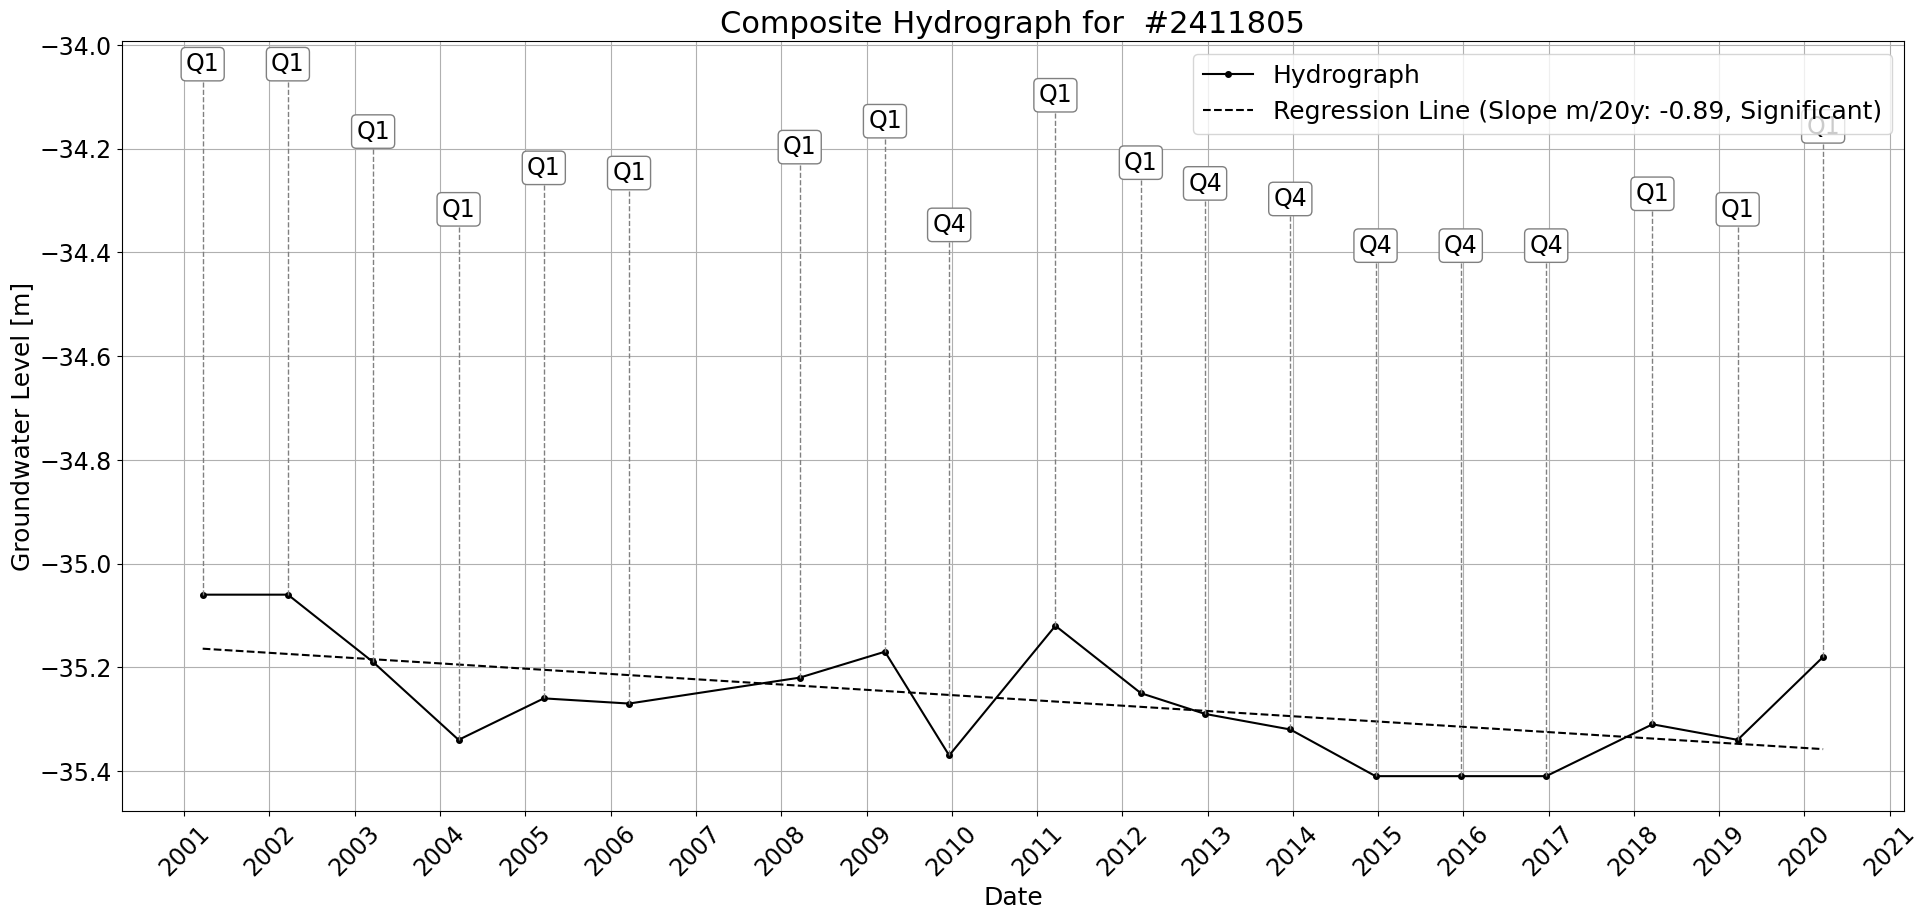 Composite Hydrograph for  #2411805
Hydrograph
Regression Line (Slope m/20y: -0.89, Significant)
Q1
Q1
Q1
Q1
Q1
Q1
Q1
Q1
Q4
Q1
Q1
Q4
Q4
Q4
Q4
Q4
Q1
Q1
Q1
−34.0
−34.2
−34.4
−34.6
−34.8
−35.0
−35.2
−35.4
Groundwater Level [m]
2001
2002
2003
2004
2005
2006
2007
2008
2009
2010
2011
2012
2013
2014
2015
2016
2017
2018
2019
2020
2021
Date